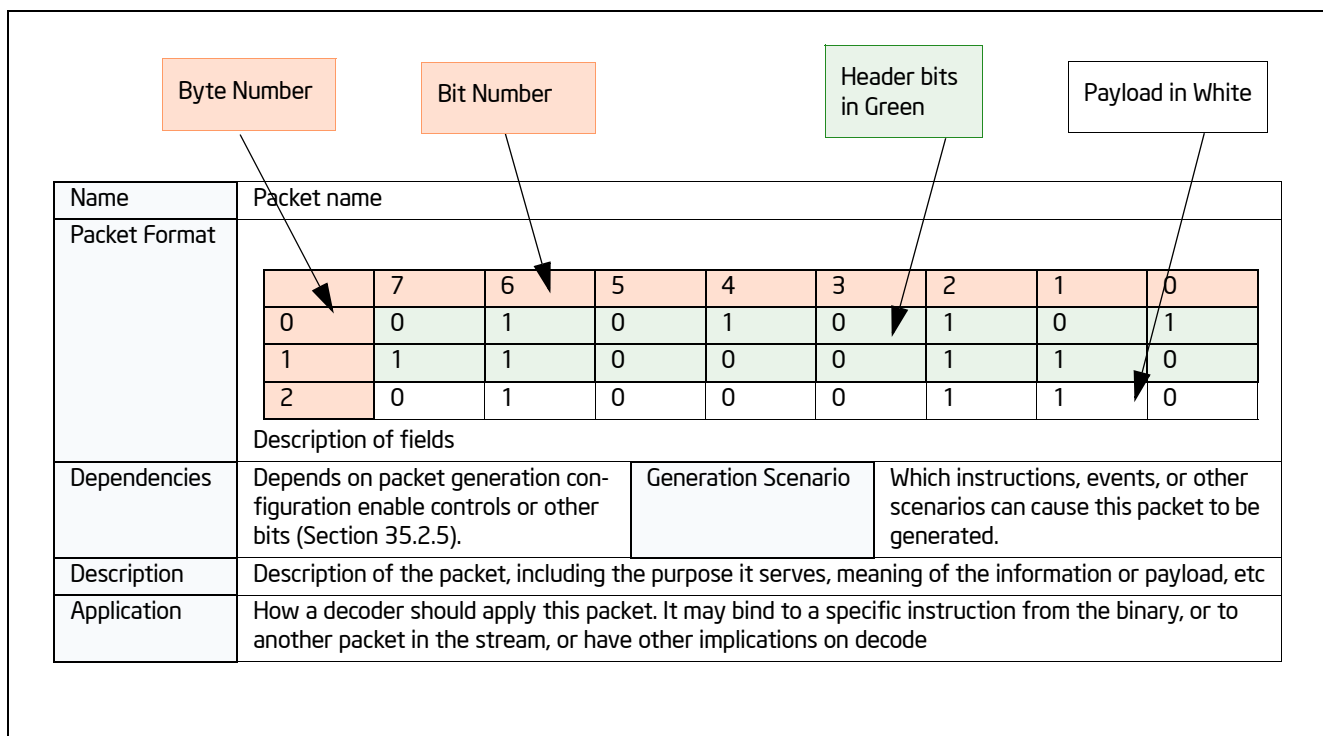 Byte Number
Bit Number
Header bits
in Green
Payload in White
Name
Packet name
Packet Format
7 6 5 4 3 2 1 0
0 0 1 0 1 0 1 0 1
1 1 1 0 0 0 1 1 0
2 0 1 0 0 0 1 1 0
Description of fields
Dependencies
Depends on packet generation con-
figuration enable controls or other
bits (Section 35.2.5).
Generation Scenario
Which instructions, events, or other
scenarios can cause this packet to be
generated.
Description
Description of the packet, including the purpose it serves, meaning of the information or payload, etc
Application
How a decoder should apply this packet. It may bind to a specific instruction from the binary, or to
another packet in the stream, or have other implications on decode